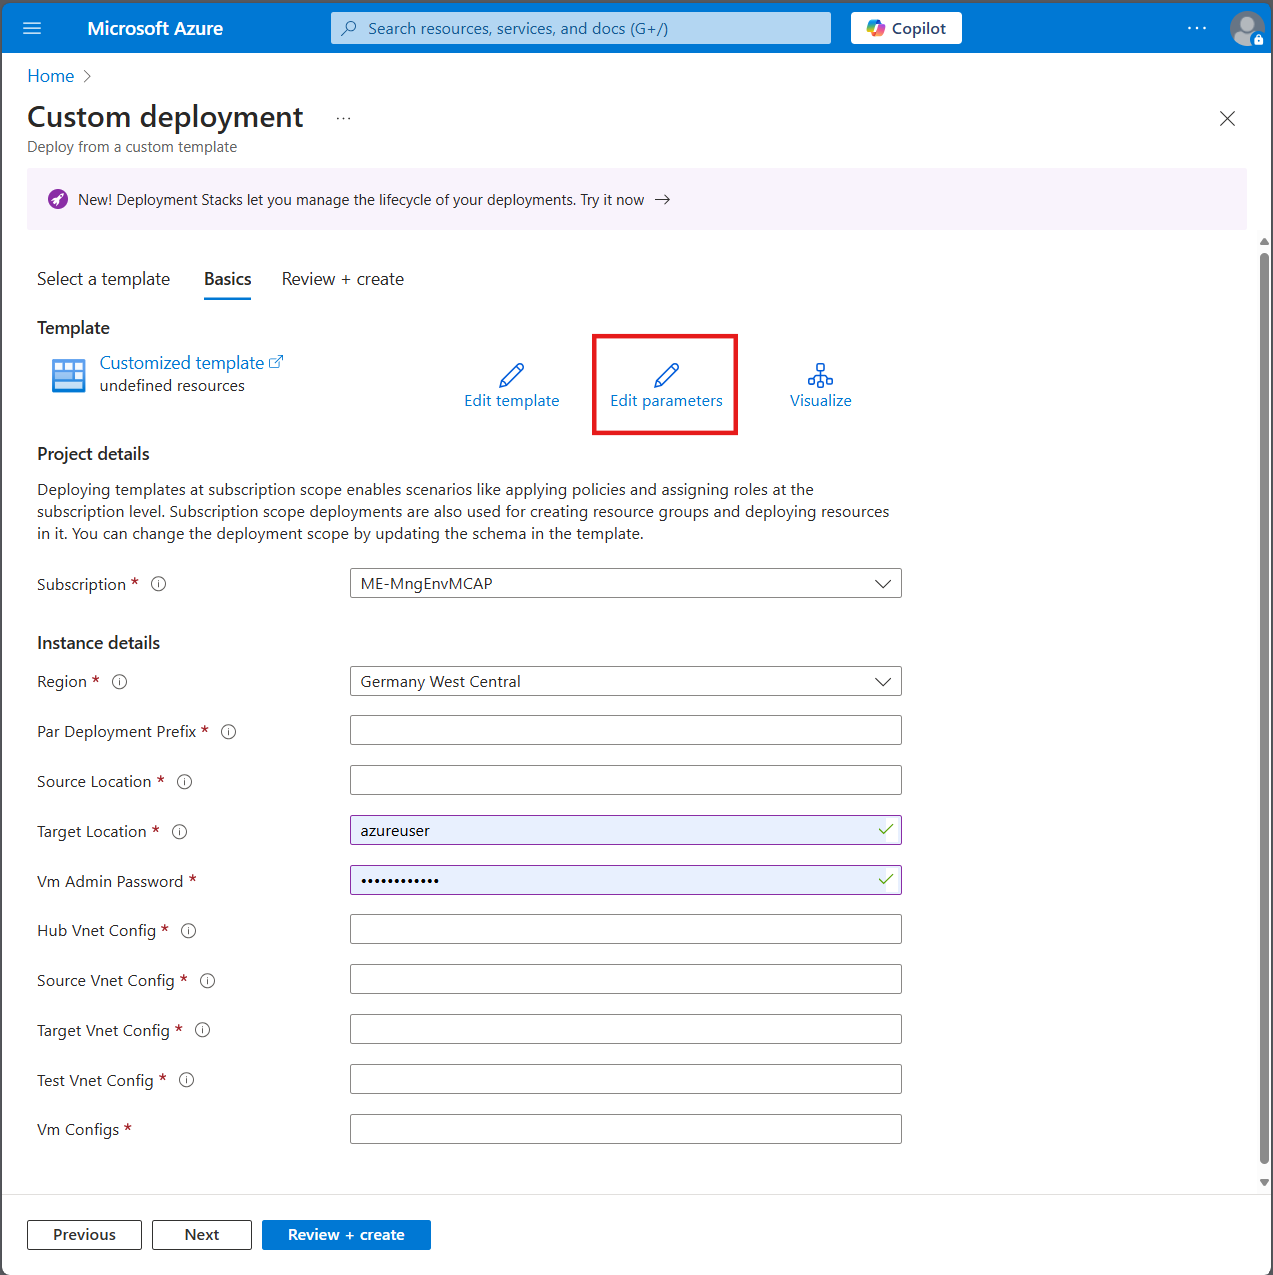 Microsoft Azure
Search resources, services, and docs (G+/)
Copilot
Home
Custom deployment
Deploy from a custom template
New! Deployment Stacks let you manage the lifecycle of your deployments. Try it now →
Select a template
Basics
Review + create
Template
Customized template
undefined resources
Edit template
Edit parameters
Visualize
Project details
Deploying templates at subscription scope enables scenarios like applying policies and assigning roles at the
subscription level. Subscription scope deployments are also used for creating resource groups and deploying resources
in it. You can change the deployment scope by updating the schema in the template.
Subscription *
ME-MngEnvMCAP
Instance details
Region *
Germany West Central
Par Deployment Prefix *
Source Location *
Target Location *
azureuser
Vm Admin Password *
••••••••••••
Hub Vnet Config *
Source Vnet Config *
Target Vnet Config *
Test Vnet Config *
Vm Configs *
Previous
Next
Review + create